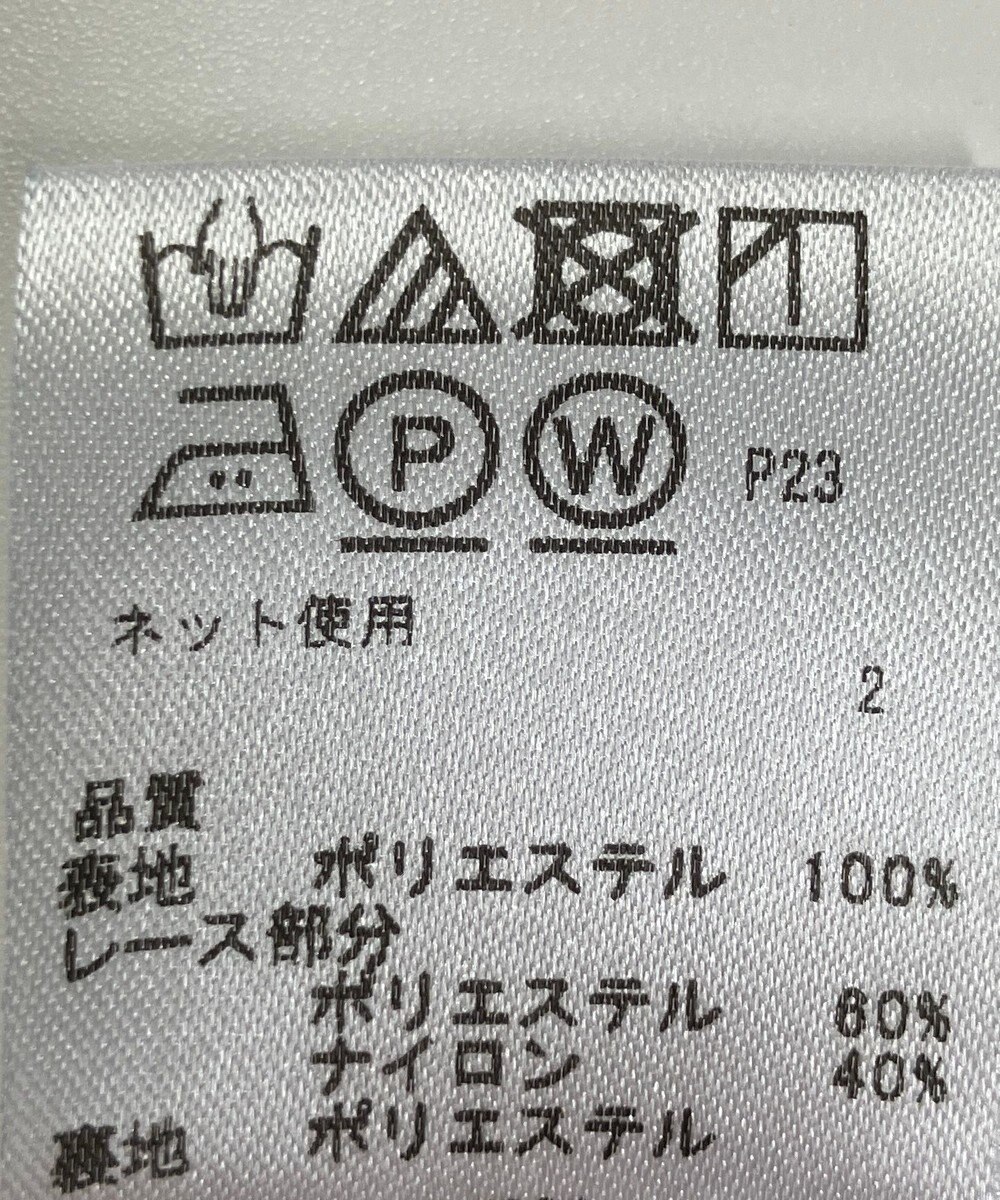 P W P23
ネット使用
2
品質
表地 ポリエステル 100%
レース部分
ポリエステル 60%
ナイロン 40%
裏地 ポリエステル